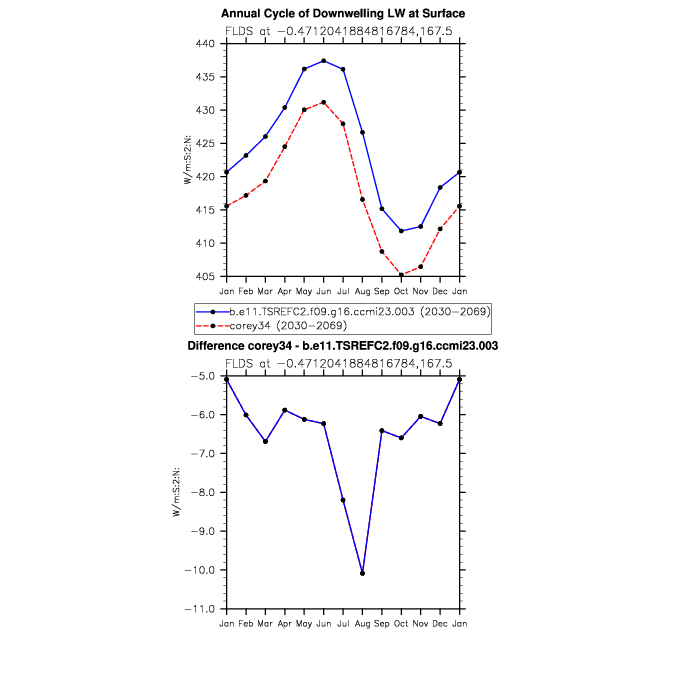 Annual Cycle of Downwelling LW at Surface
FLDS at -0.471204188481678​4,167.5
440
435
430
425
420
415
410
405
W/m:S:2:N:
Jan Feb Mar Apr May Jun Jul Aug Sep Oct Nov Dec Jan
b.e11.TSREFC2.f09.g16.ccmi23.003 (2030-2069)
corey34 (2030-2069)
Difference corey34 - b.e11.TSREFC2.f09.g16.ccmi23.003
FLDS at -0.4712041884816784,167.5
-5.0
-6.0
-7.0
-8.0
-9.0
-10.0
-11.0
W/m:S:2:N:
Jan Feb Mar Apr May Jun Jul Aug Sep Oct Nov Dec Jan